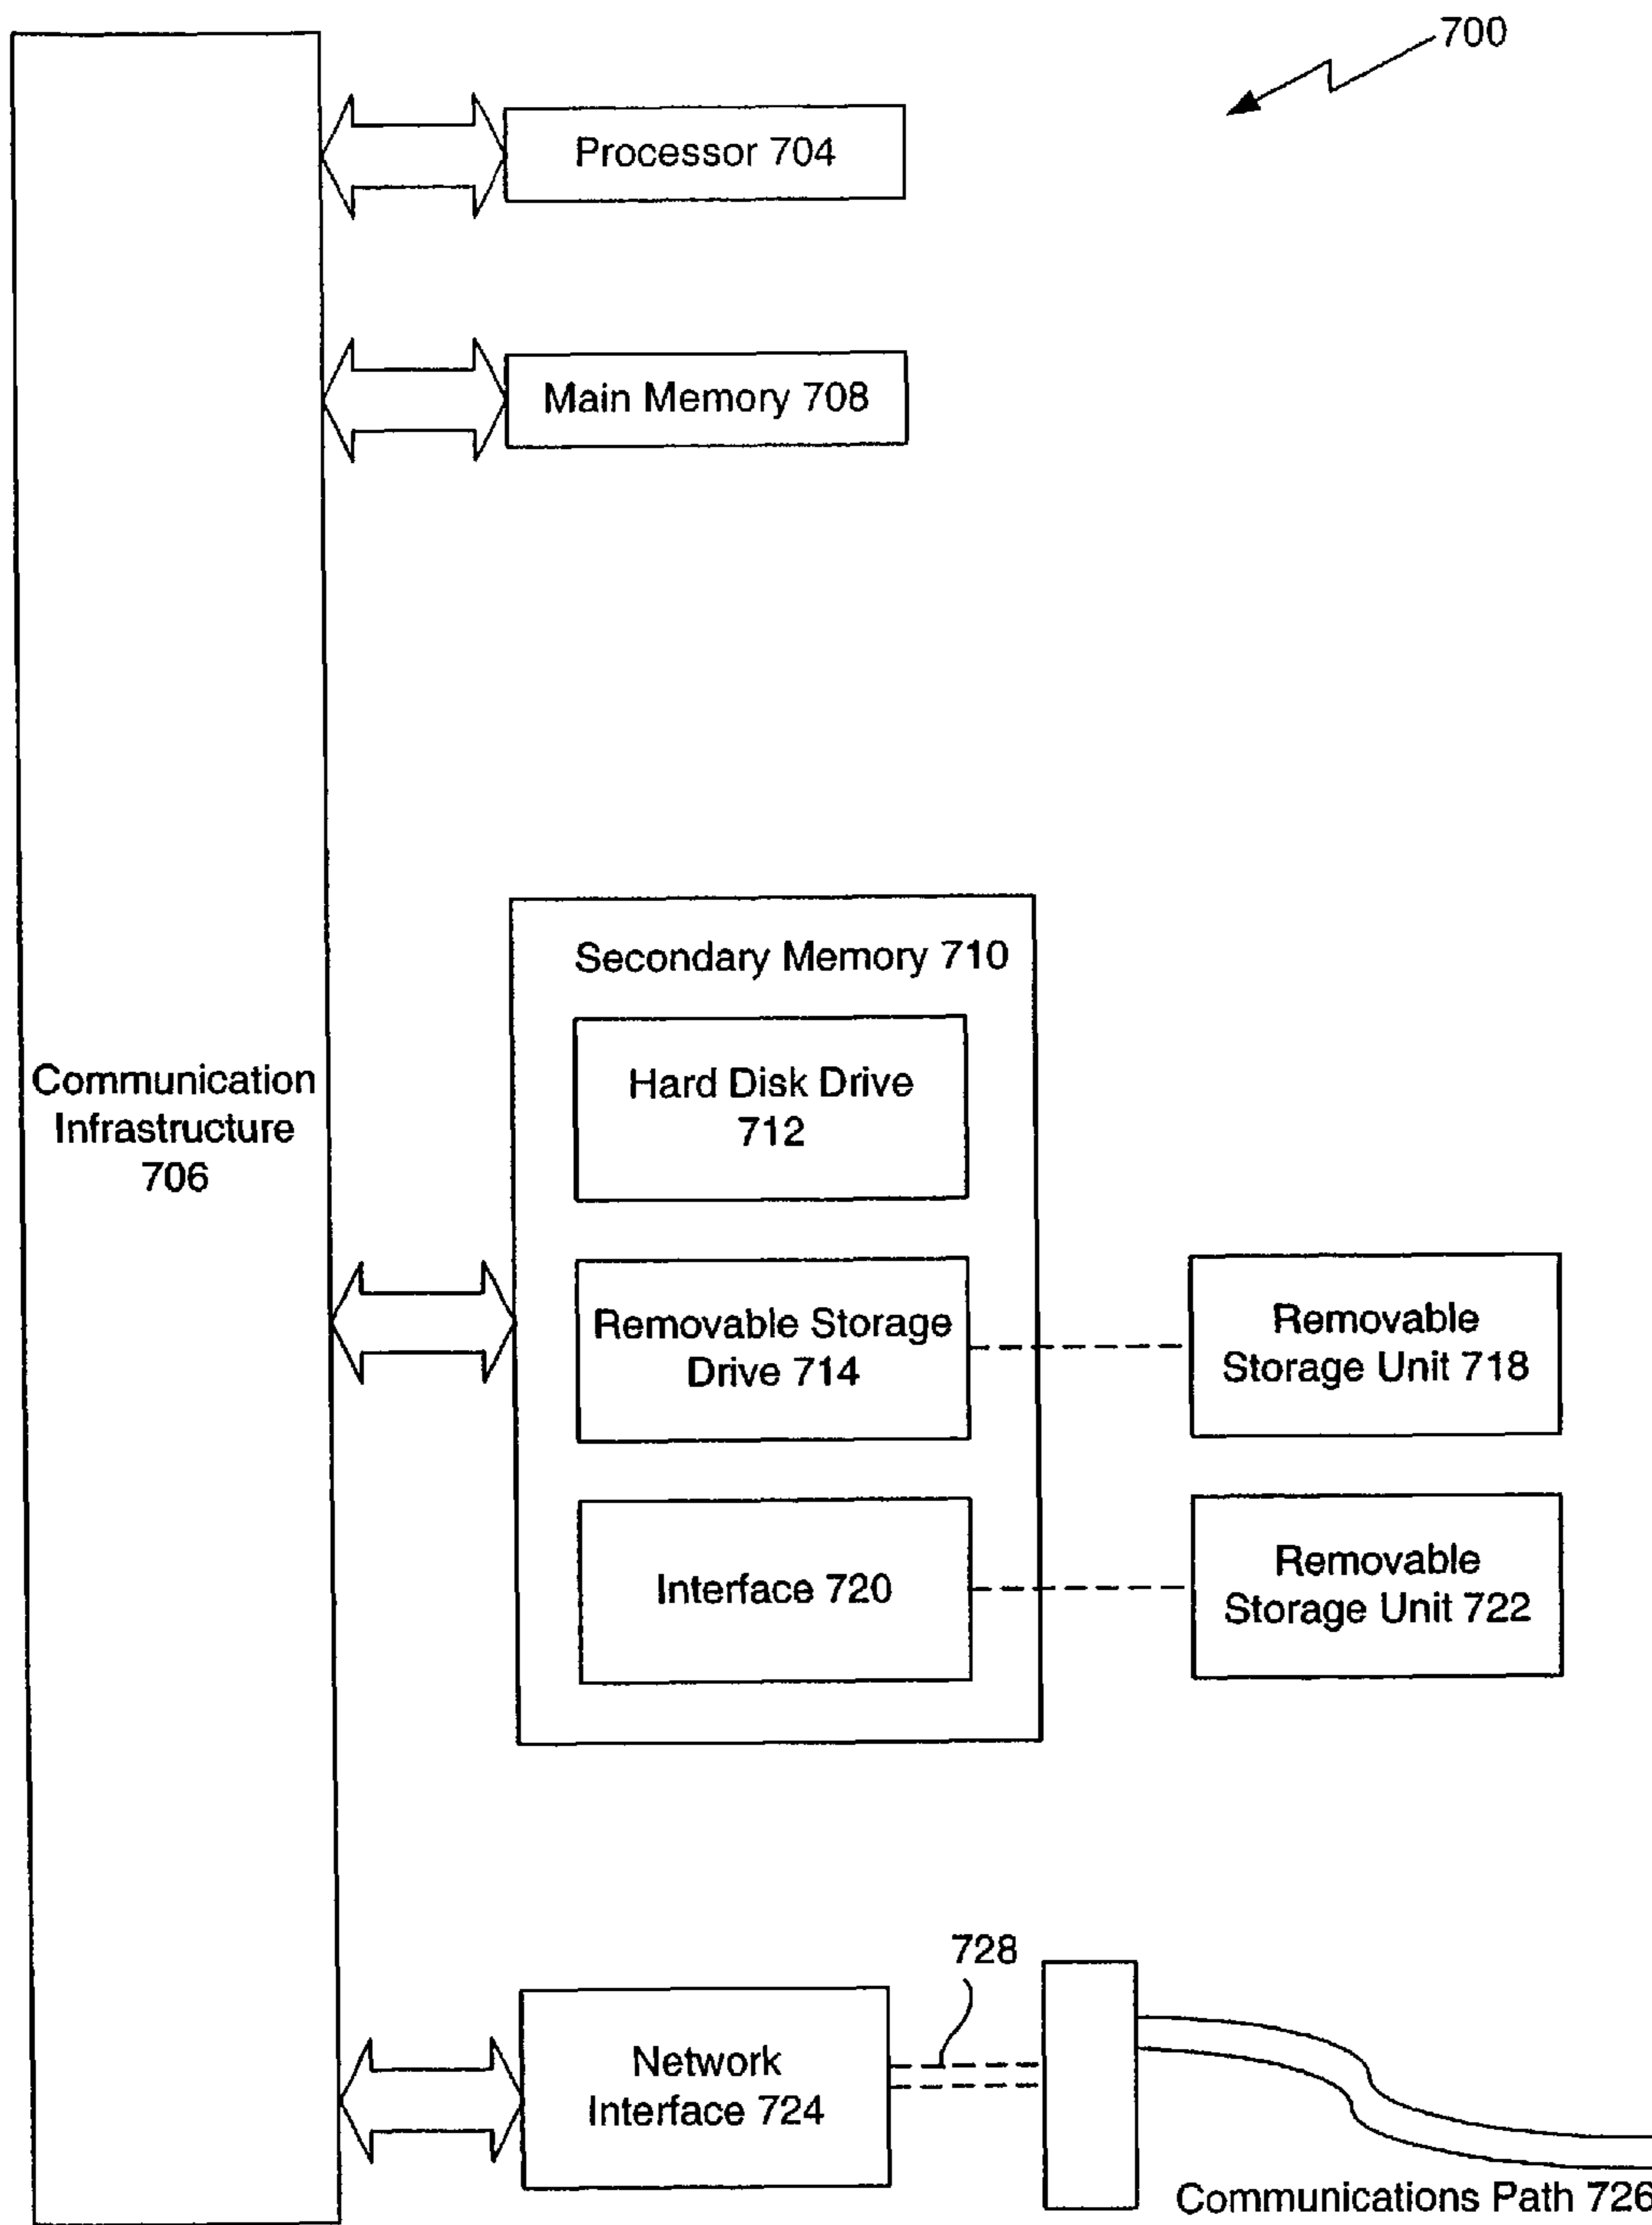 700
Processor 704
Main Memory 708
Secondary Memory 710
Hard Disk Drive
712
Communication
Infrastructure
706
Removable Storage
Drive 714
Removable
Storage Unit 718
Interface 720
Removable
Storage Unit 722
728
Network
Interface 724
Communications Path 726